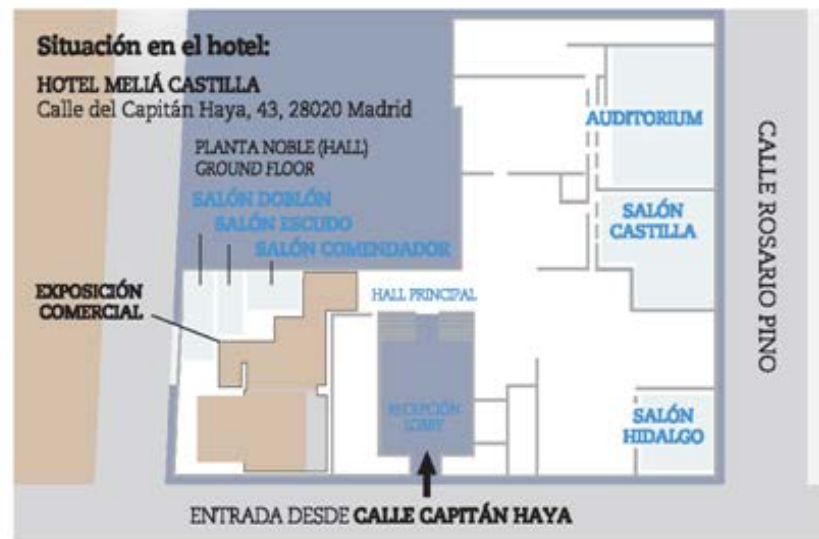 Situación en el hotel:
HOTEL MELIÁ CASTILLA
Calle del Capitán Haya, 43, 28020 Madrid
PLANTA NOBLE (HALL)
GROUND FLOOR
SALÓN DOBLÓN
SALÓN ESCUDO
SALÓN COMENDADOR
EXPOSICIÓN
COMERCIAL
HALL PRINCIPAL
AUDITORIUM
SALÓN
CASTILLA
CALLE ROSARIO PINO
RECEPCIÓN
LOBBY
SALÓN
HIDALGO
ENTRADA DESDE CALLE CAPITÁN HAYA